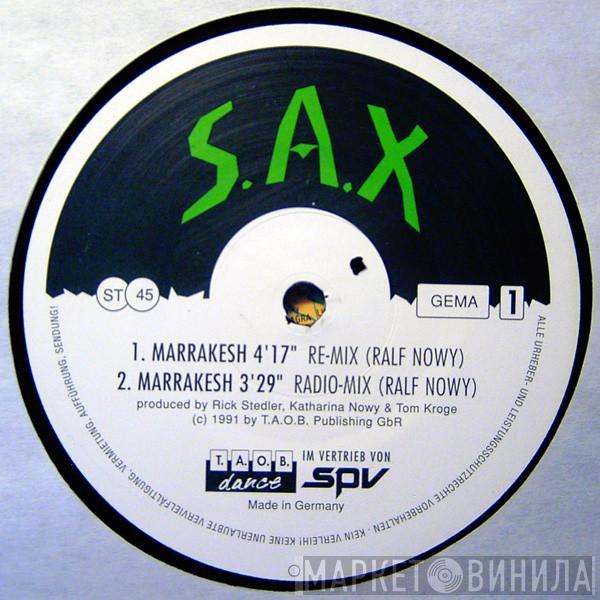 S.A.X
ST 45
GEMA 1
1. MARRAKESH 4'17" RE-MIX (RALF NOWY)
2. MARRAKESH 3'29" RADIO-MIX (RALF NOWY)
produced by Rick Stedler, Katharina Nowy & Tom Kroge
(c) 1991 by T.A.O.B. Publishing GbR
T.A.O.B.
dance
IM VERTRIEB VON
SPV
Made in Germany
ALLE URHEBER- UND LEISTUNGSSCHUTZRECHTE VORBEHALTEN · KEIN VERLEIH! KEINE UNERLAUBTE VERVIELFÄLTIGUNG, VERMIETUNG, AUFFÜHRUNG, SENDUNG!
МАРКЕТ ВИНИЛА